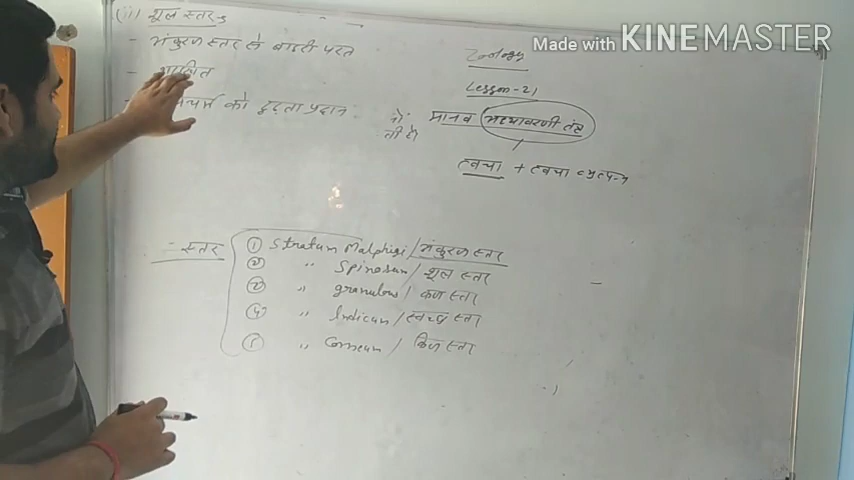 (ii) शूल स्तर :-
- अंकुरण स्तर से बाहरी परत
को दृढ़ता प्रदान
Made with KINEMASTER
Zoology
Lesson-21
मानव अध्यावरणी तंत्र
त्वचा + त्वचा व्युत्पन्न
- स्तर
① Stratum Malphigi / अंकुरण स्तर
② " Spinosum / शूल स्तर
③ " granulous / कण स्तर
④ " lucidum / स्वच्छ स्तर
⑤ " Corneum / किण स्तर